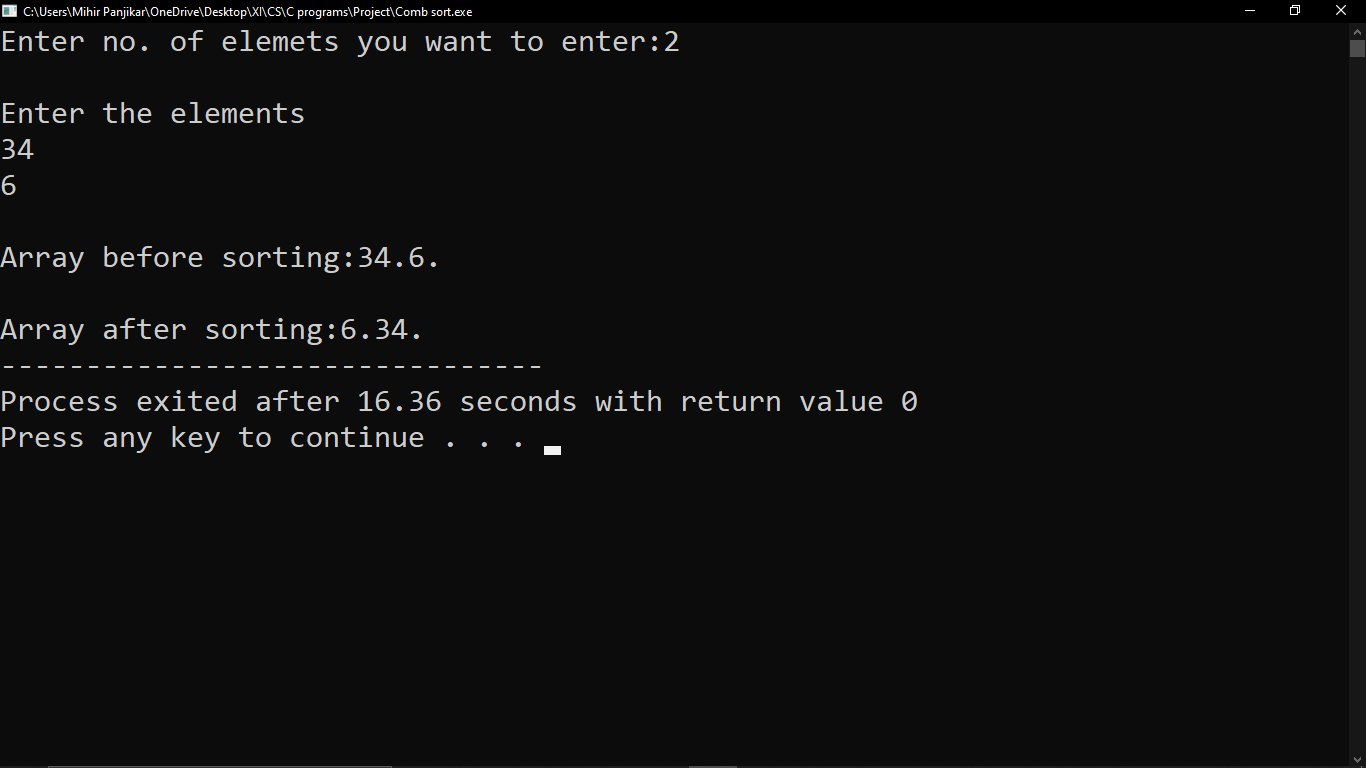 C:\Users\Mihir Panjikar\OneDrive\Desktop\XI\CS\C programs\Project\Comb sort.exe
Enter no. of elemets you want to enter:2
Enter the elements
34
6
Array before sorting:34.6.
Array after sorting:6.34.
--------------------------------
Process exited after 16.36 seconds with return value 0
Press any key to continue . . .